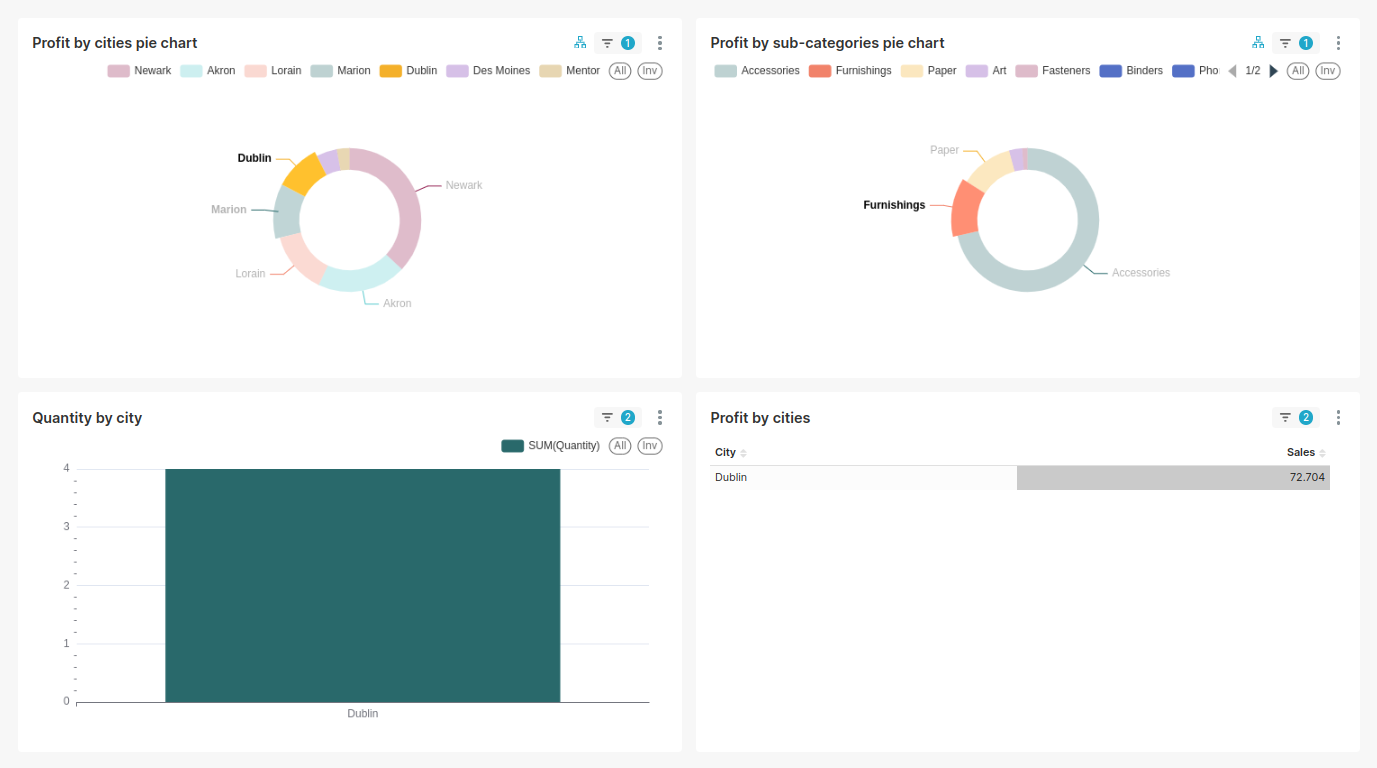 Profit by cities pie chart
1
Newark Akron Lorain Marion Dublin Des Moines Mentor All Inv
Dublin
Newark
Marion
Lorain
Akron
Profit by sub-categories pie chart
1
Accessories Furnishings Paper Art Fasteners Binders Pho 1/2 All Inv
Paper
Furnishings
Accessories
Quantity by city
2
SUM(Quantity) All Inv
4
3
2
1
0
Dublin
Profit by cities
2
City Sales
Dublin 72.704